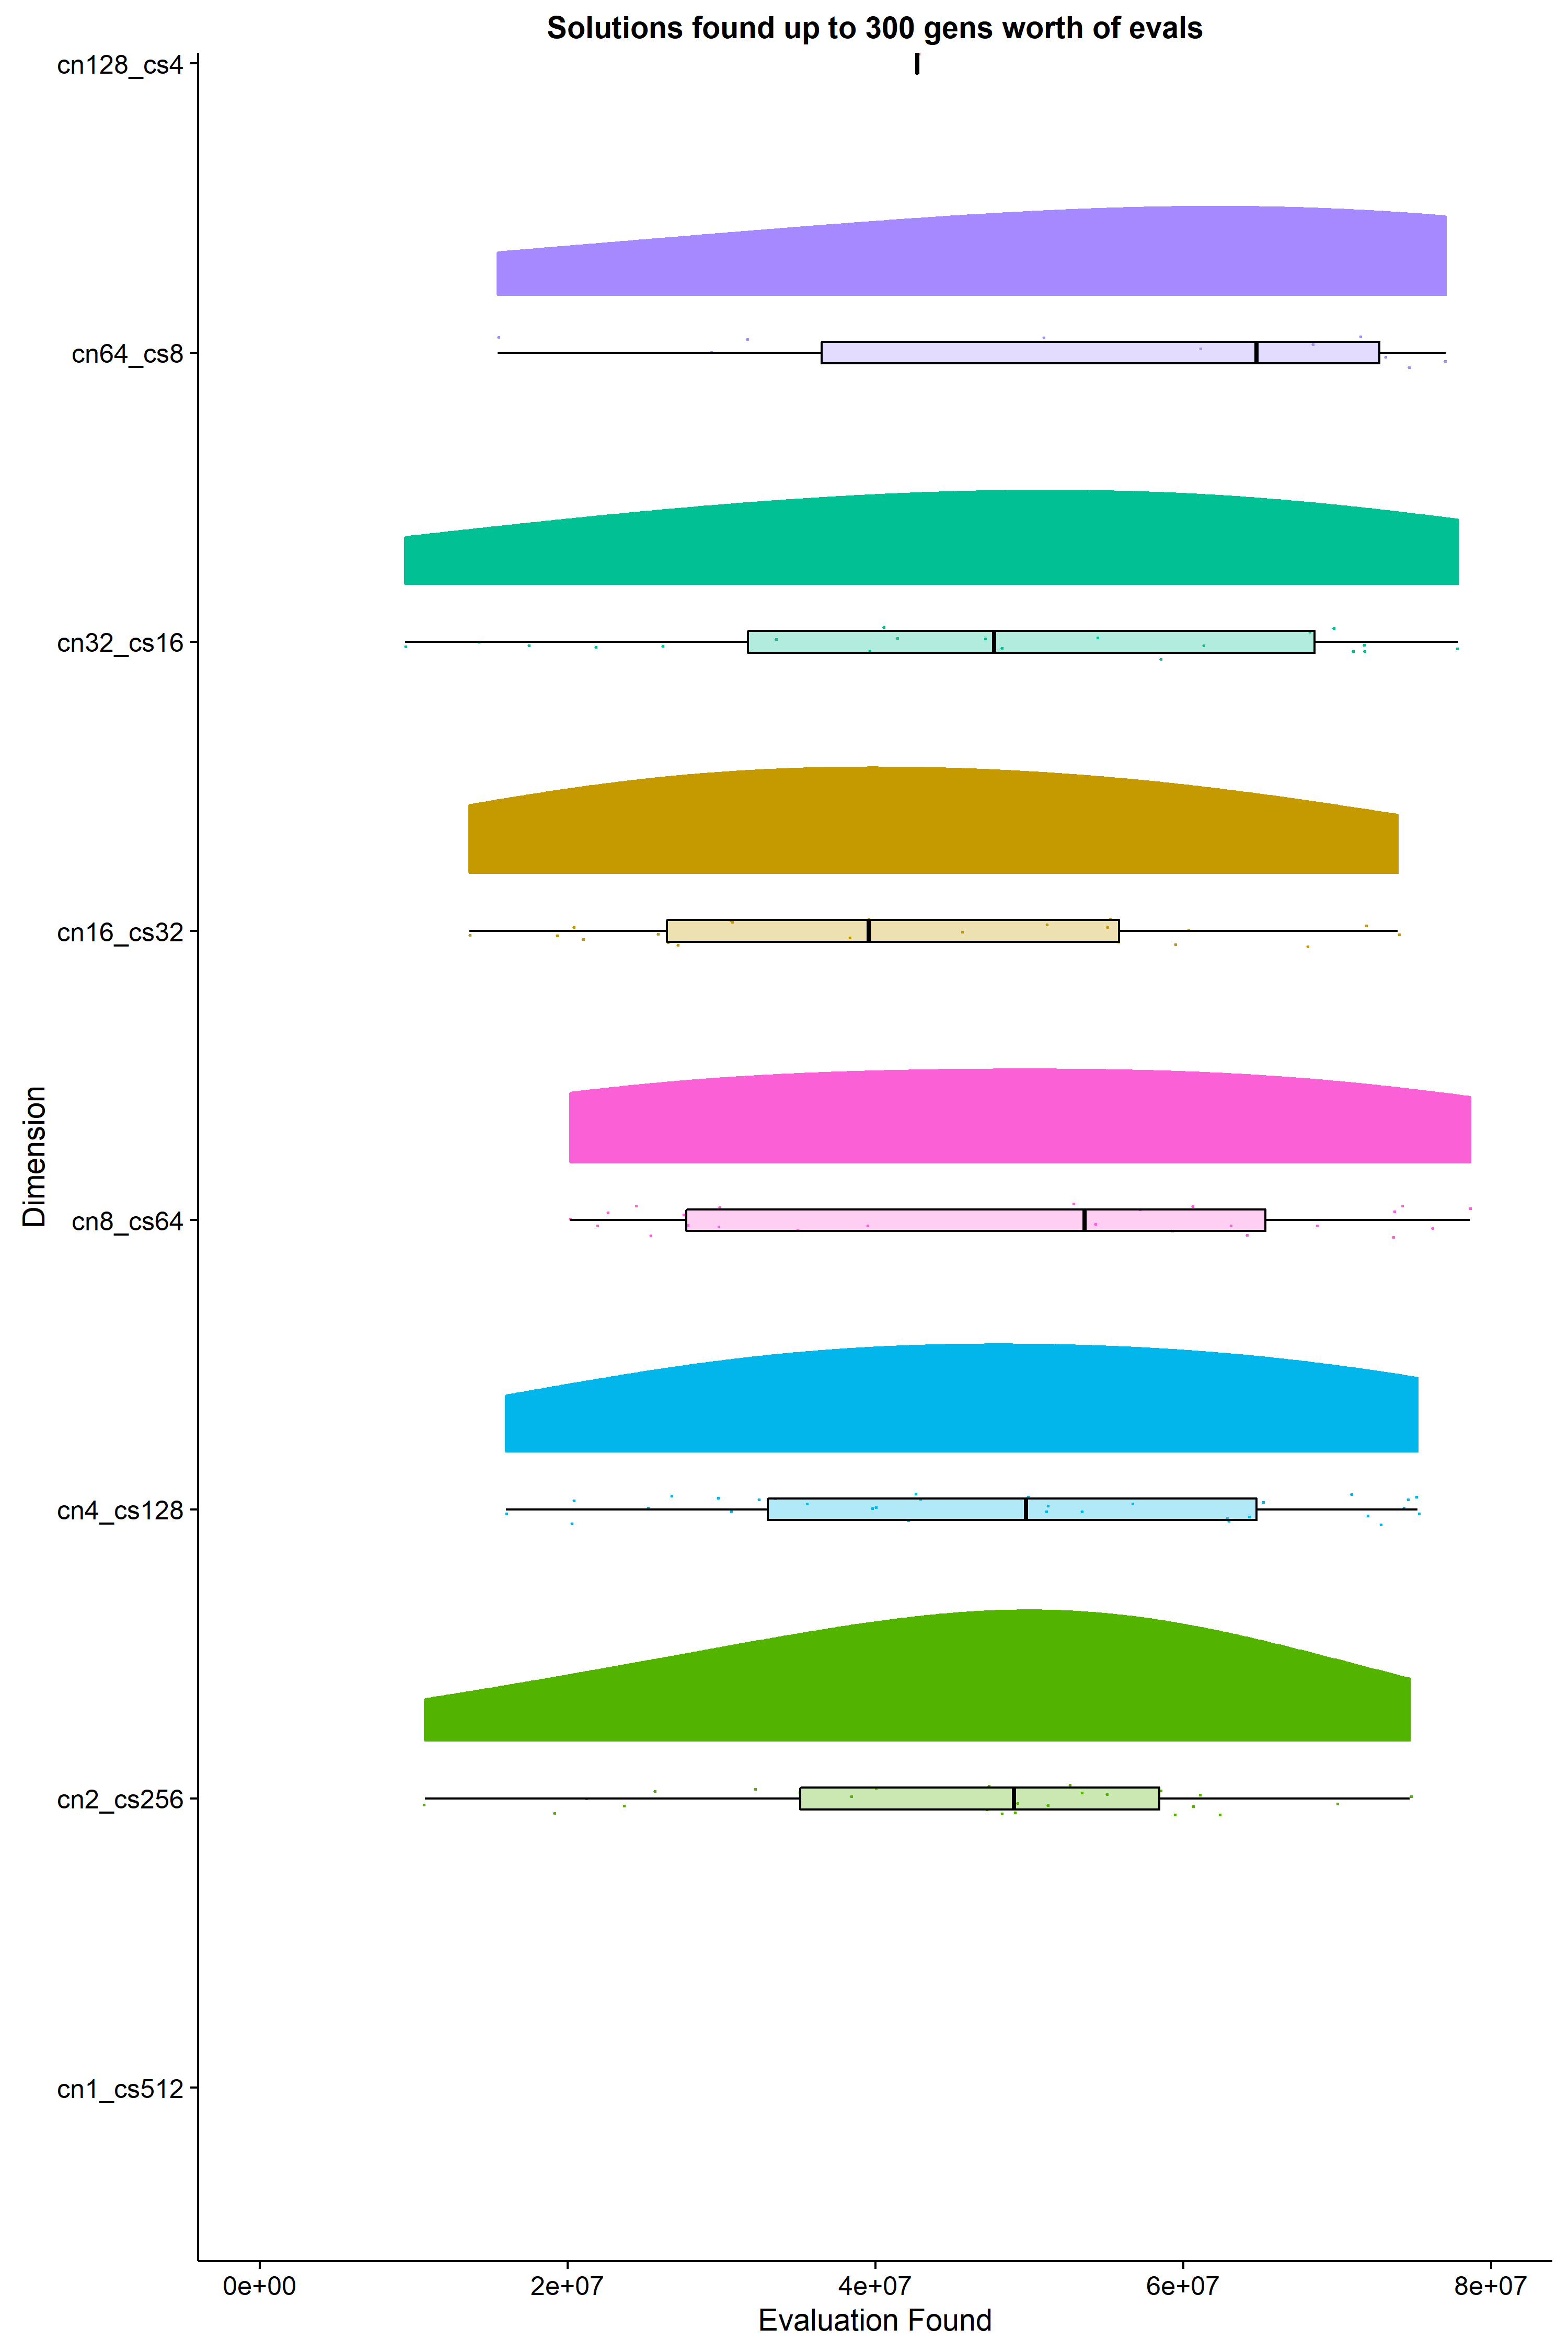 Solutions found up to 300 gens worth of evals
cn128_cs4
cn64_cs8
cn32_cs16
cn16_cs32
Dimension
cn8_cs64
cn4_cs128
cn2_cs256
cn1_cs512
0e+00 2e+07 4e+07 6e+07 8e+07
Evaluation Found